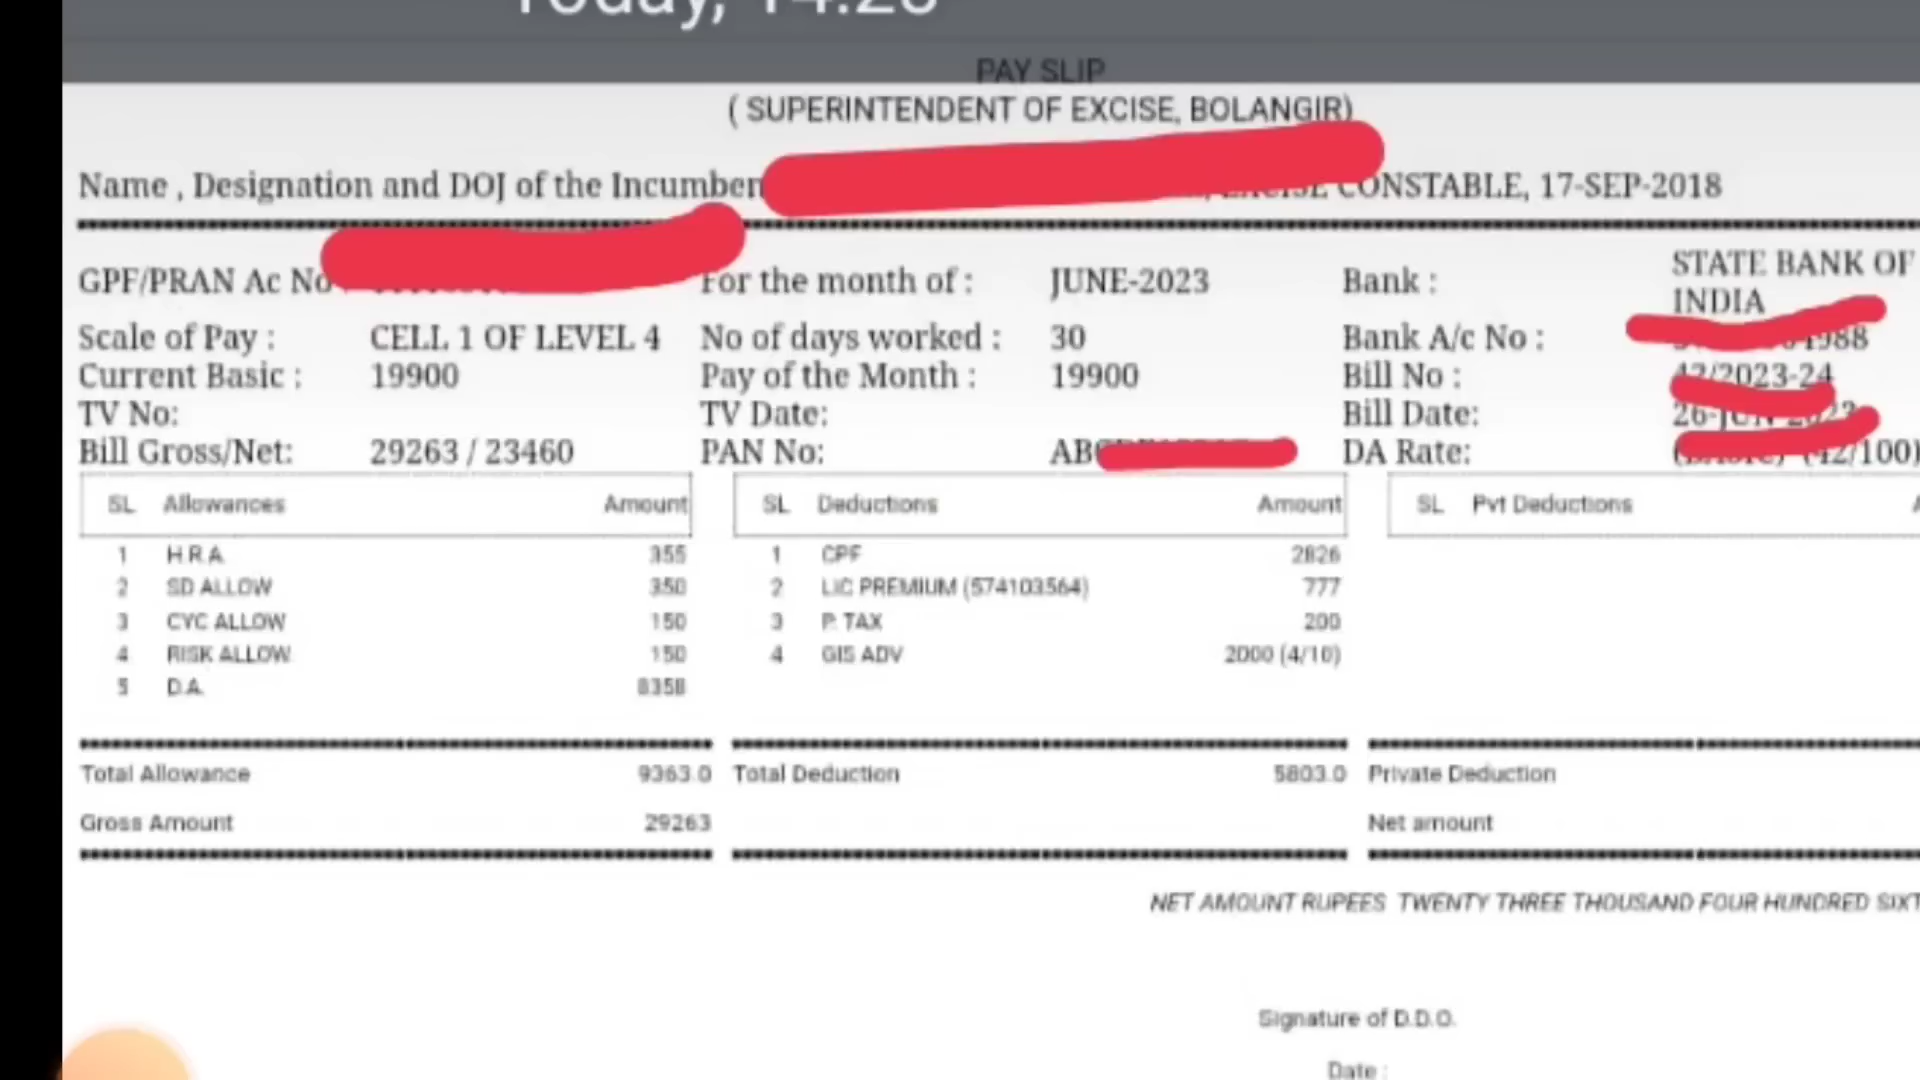 Today, 14:28
PAY SLIP
( SUPERINTENDENT OF EXCISE, BOLANGIR)
Name , Designation and DOJ of the Incumben CONSTABLE, 17-SEP-2018
GPF/PRAN Ac No For the month of : JUNE-2023 Bank : STATE BANK OF
INDIA
Scale of Pay : CELL 1 OF LEVEL 4 No of days worked : 30 Bank A/c No :
Current Basic : 19900 Pay of the Month : 19900 Bill No : /2023-24
TV No: TV Date: Bill Date:
Bill Gross/Net: 29263 / 23460 PAN No: DA Rate:
SL Allowances Amount SL Deductions Amount SL Pvt Deductions
1 H.R.A. 355 1 CPF 2826
2 SD ALLOW 350 2 LIC PREMIUM (574103564) 777
3 CYC ALLOW 150 3 P. TAX 200
4 RISK ALLOW 150 4 GIS ADV 2000 (4/10)
5 D.A. 8358
Total Allowance 9363.0 Total Deduction 5803.0 Private Deduction
Gross Amount 29263 Net amount
NET AMOUNT RUPEES TWENTY THREE THOUSAND FOUR HUNDRED SIXT
Signature of D.D.O.
Date :